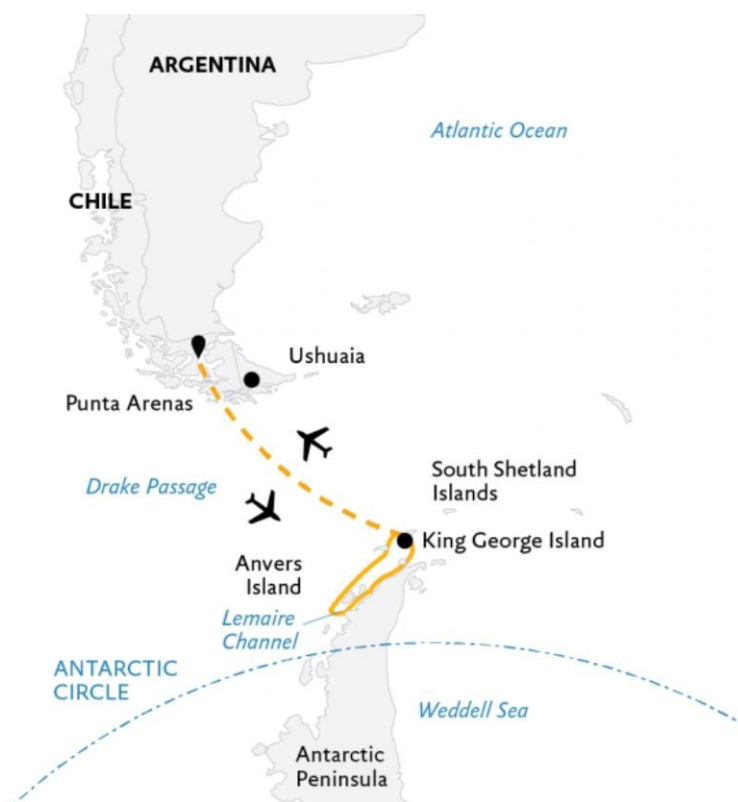 ARGENTINA
Atlantic Ocean
CHILE
Ushuaia
Punta Arenas
South Shetland
Islands
Drake Passage
King George Island
Anvers
Island
Lemaire
Channel
ANTARCTIC
CIRCLE
Weddell Sea
Antarctic
Peninsula